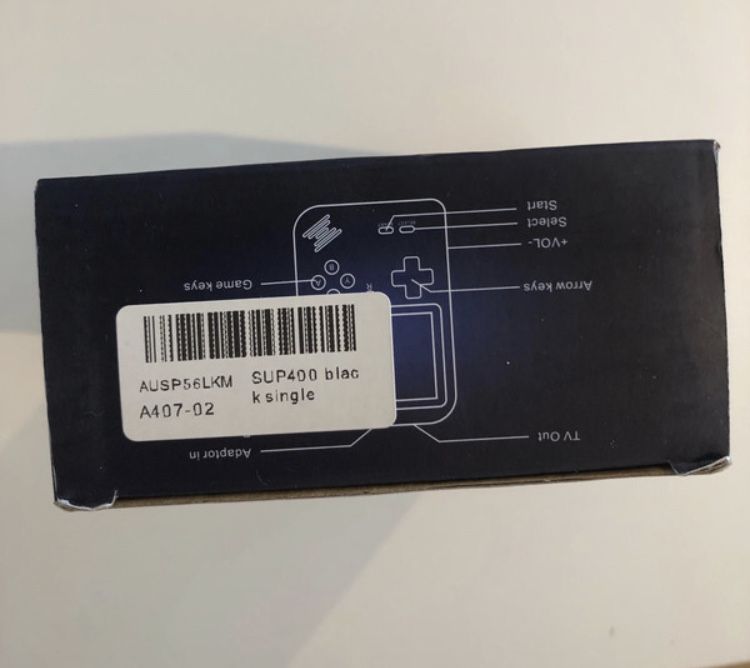 Start
Select
+VOL-
Game keys
B
A
Y
R
Arrow keys
AUSP56LKM SUP400 blac
k single
A407-02
Adaptor in
TV Out